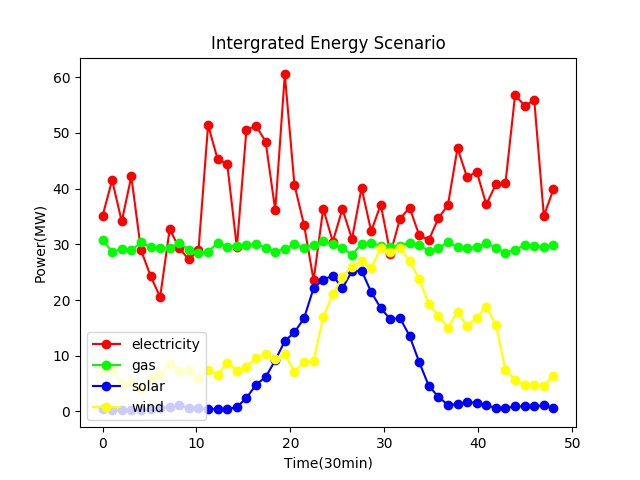 Intergrated Energy Scenario
Power(MW)
60
50
40
30
20
10
0
electricity
gas
solar
wind
0 10 20 30 40 50
Time(30min)